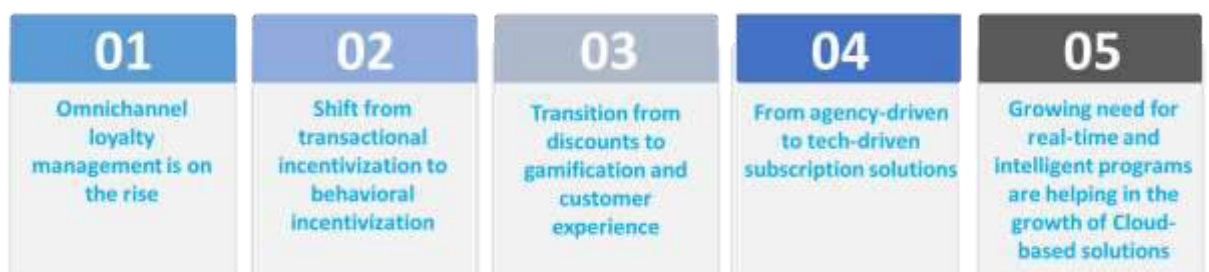 01
Omnichannel
loyalty
management is on
the rise
02
Shift from
transactional
incentivization to
behavioral
incentivization
03
Transition from
discounts to
gamification and
customer
experience
04
From agency-driven
to tech-driven
subscription solutions
05
Growing need for
real-time and
intelligent programs
are helping in the
growth of Cloud-
based solutions